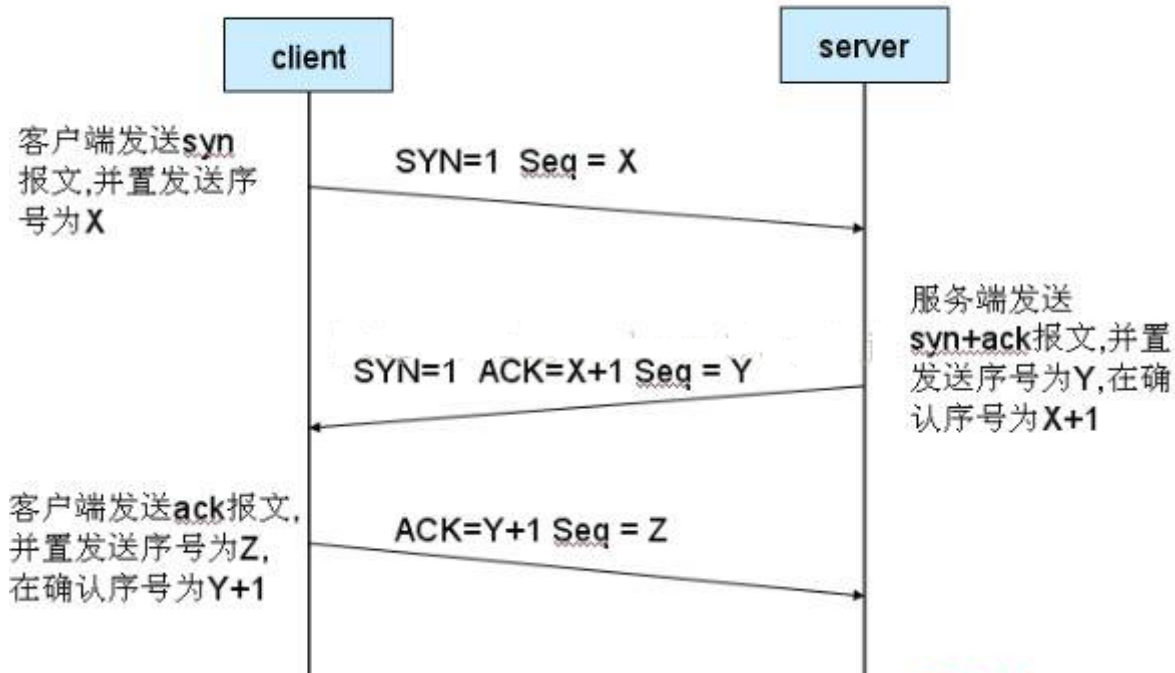 client
server
客户端发送syn
报文,并置发送序
号为X
SYN=1 Seq = X
服务端发送
syn+ack报文,并置
发送序号为Y,在确
认序号为X+1
SYN=1 ACK=X+1 Seq = Y
客户端发送ack报文,
并置发送序号为Z,
在确认序号为Y+1
ACK=Y+1 Seq = Z